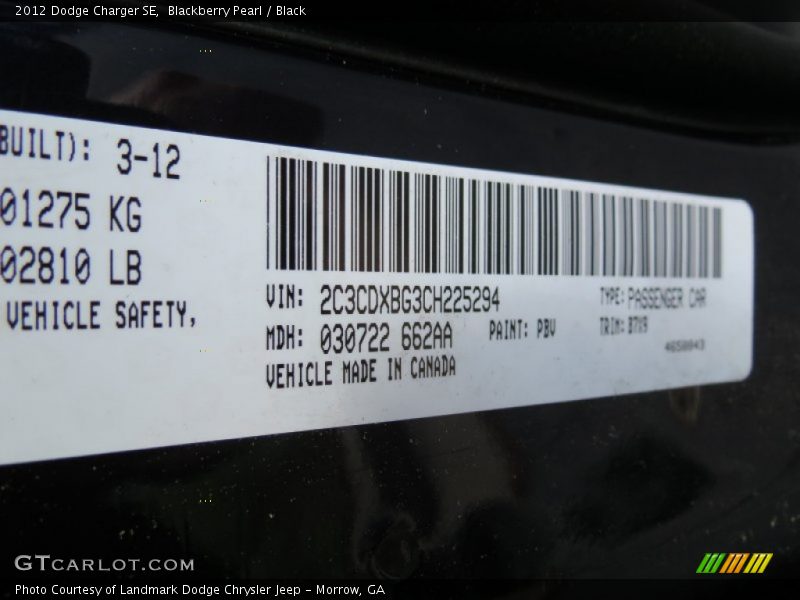 2012 Dodge Charger SE, Blackberry Pearl / Black
BUILT): 3-12
01275 KG
02810 LB
VEHICLE SAFETY,
VIN: 2C3CDXBG3CH225294 TYPE: PASSENGER CAR
MDH: 030722 662AA PAINT: PBV TRIM:
VEHICLE MADE IN CANADA
GTCARLOT.COM
Photo Courtesy of Landmark Dodge Chrysler Jeep - Morrow, GA